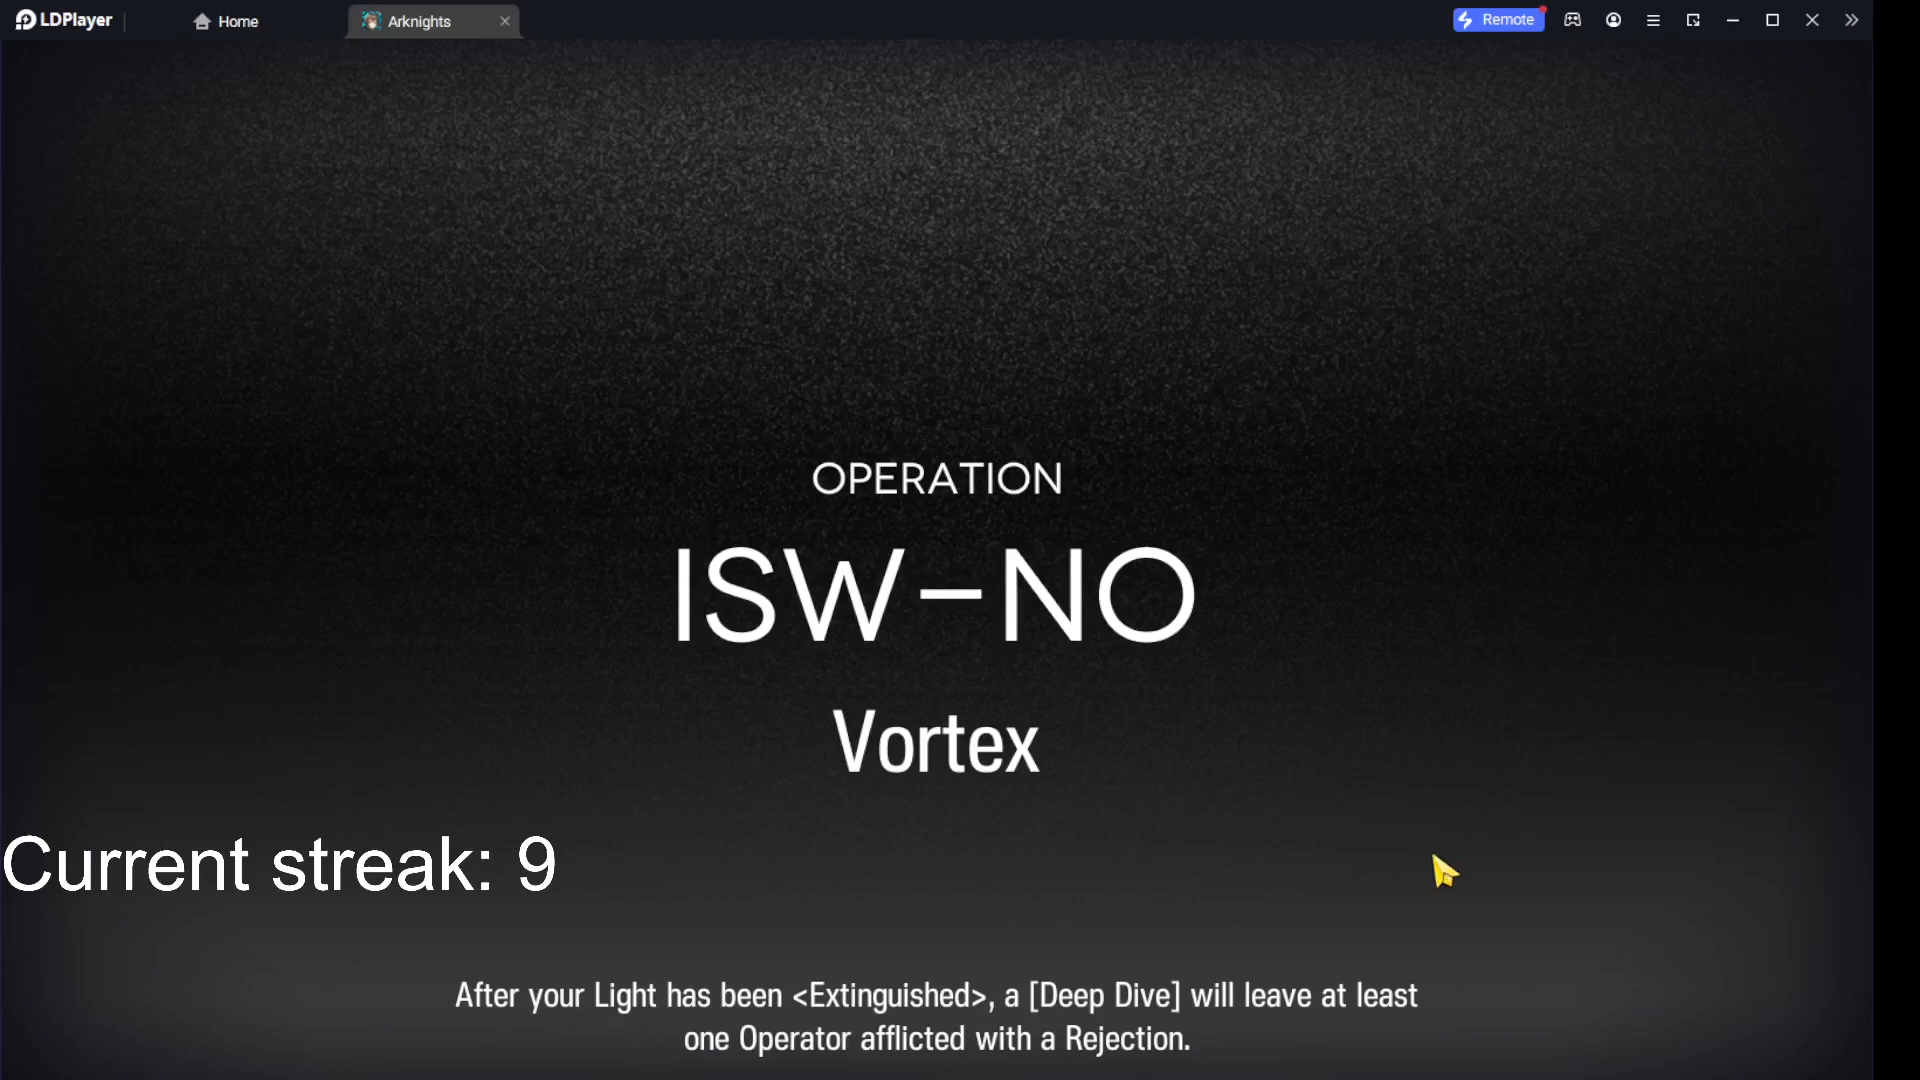 LDPlayer
Home
Arknights
Remote
OPERATION
ISW-NO
Vortex
Current streak: 9
After your Light has been <Extinguished>, a [Deep Dive] will leave at least
one Operator afflicted with a Rejection.